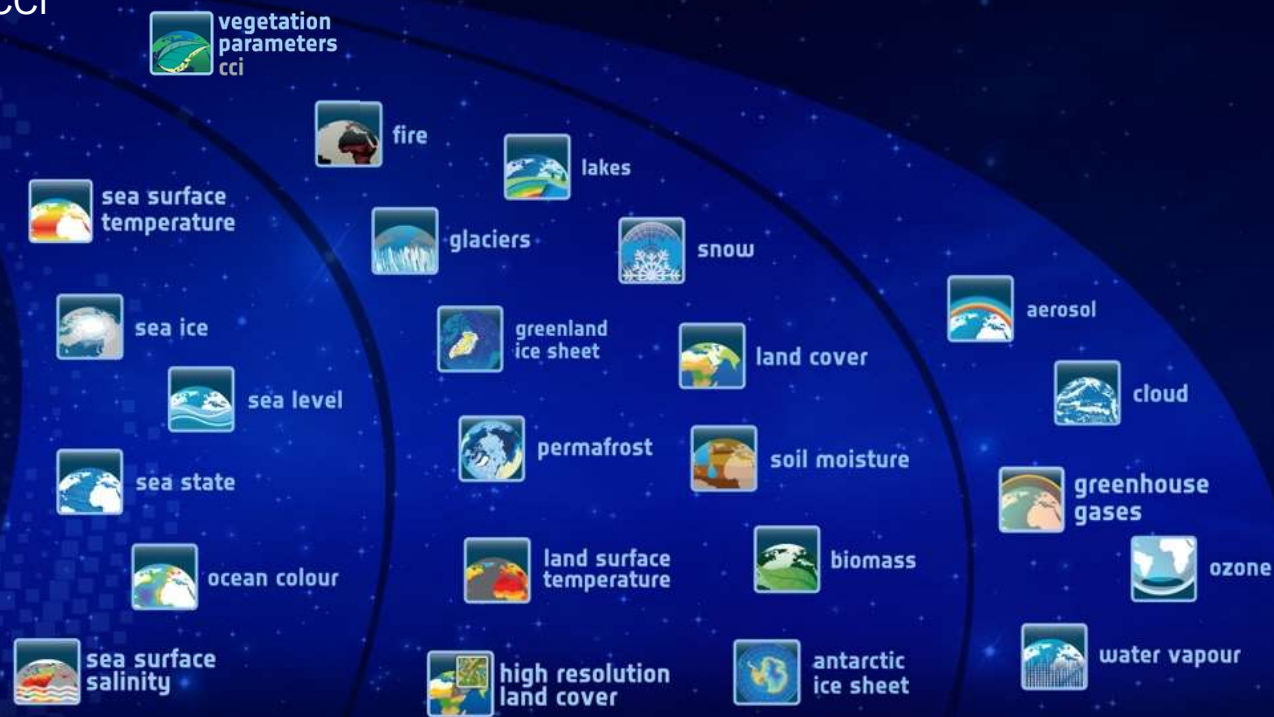 CCI
vegetation
parameters
cci
fire
lakes
sea surface
temperature
glaciers
snow
aerosol
sea ice
greenland
ice sheet
land cover
cloud
sea level
permafrost
soil moisture
sea state
greenhouse
gases
land surface
temperature
biomass
ozone
ocean colour
sea surface
salinity
high resolution
land cover
antarctic
ice sheet
water vapour